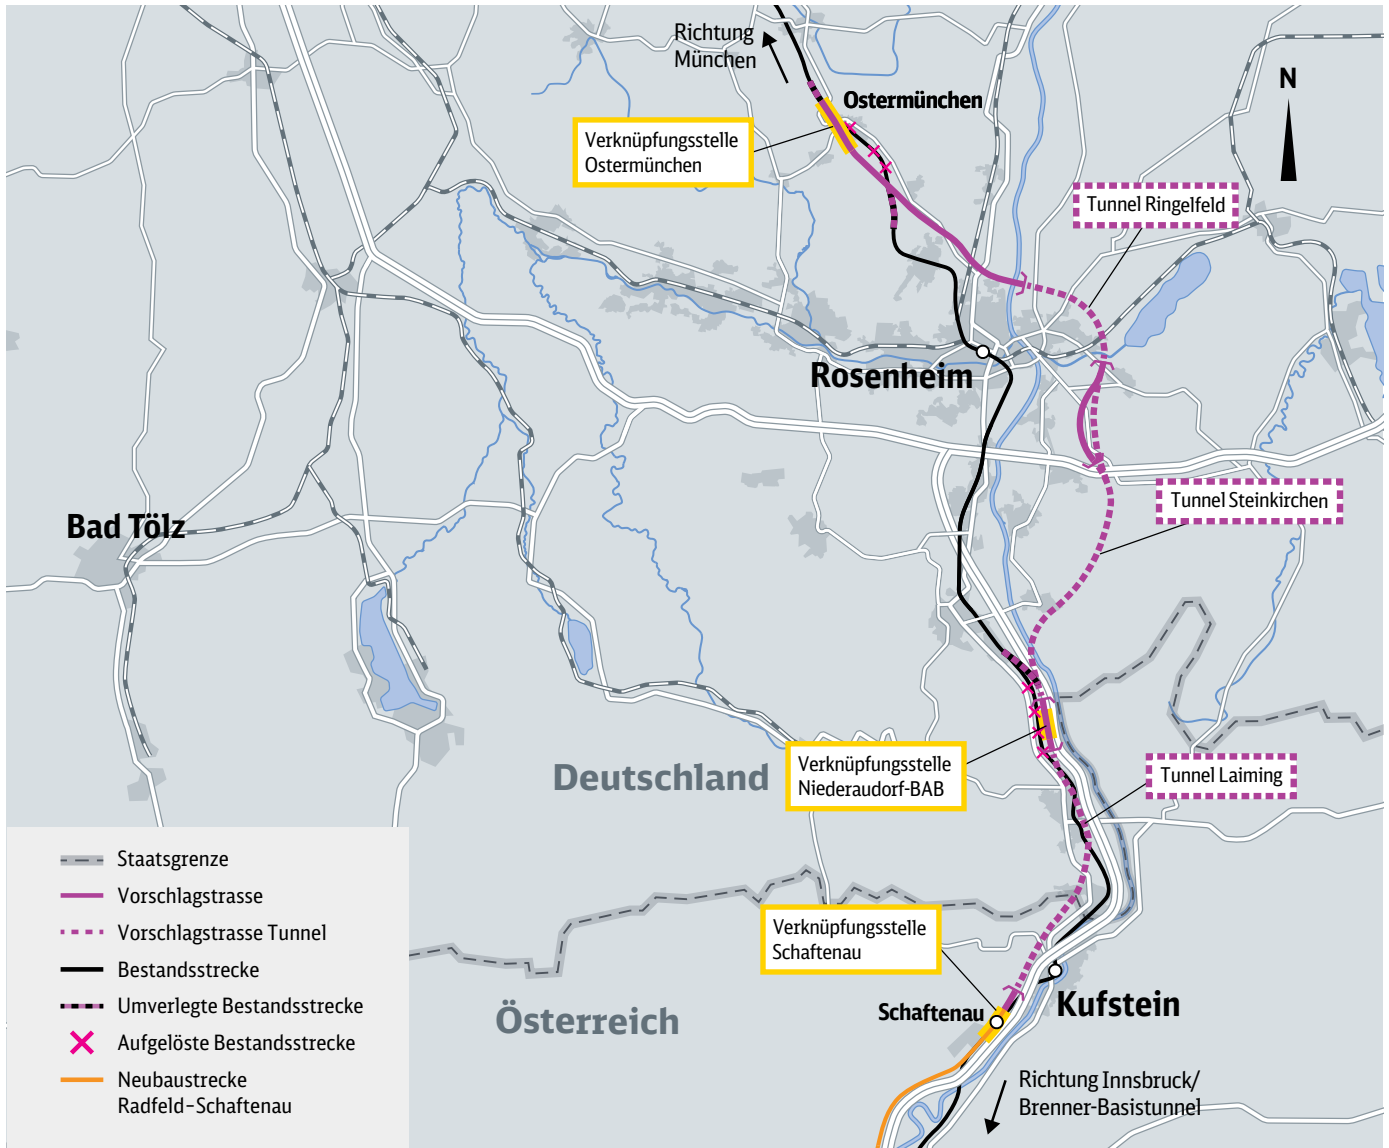 Richtung
München
Ostermünchen
N
Verknüpfungsstelle
Ostermünchen
Tunnel Ringelfeld
Rosenheim
Tunnel Steinkirchen
Bad Tölz
Verknüpfungsstelle
Niederaudorf-BAB
Deutschland
Tunnel Laiming
Staatsgrenze
Vorschlagstrasse
Vorschlagstrasse Tunnel
Bestandsstrecke
Umverlegte Bestandsstrecke
Aufgelöste Bestandsstrecke
Neubaustrecke
Radfeld–Schaftenau
Verknüpfungsstelle
Schaftenau
Österreich
Schaftenau
Kufstein
Richtung Innsbruck/
Brenner-Basistunnel